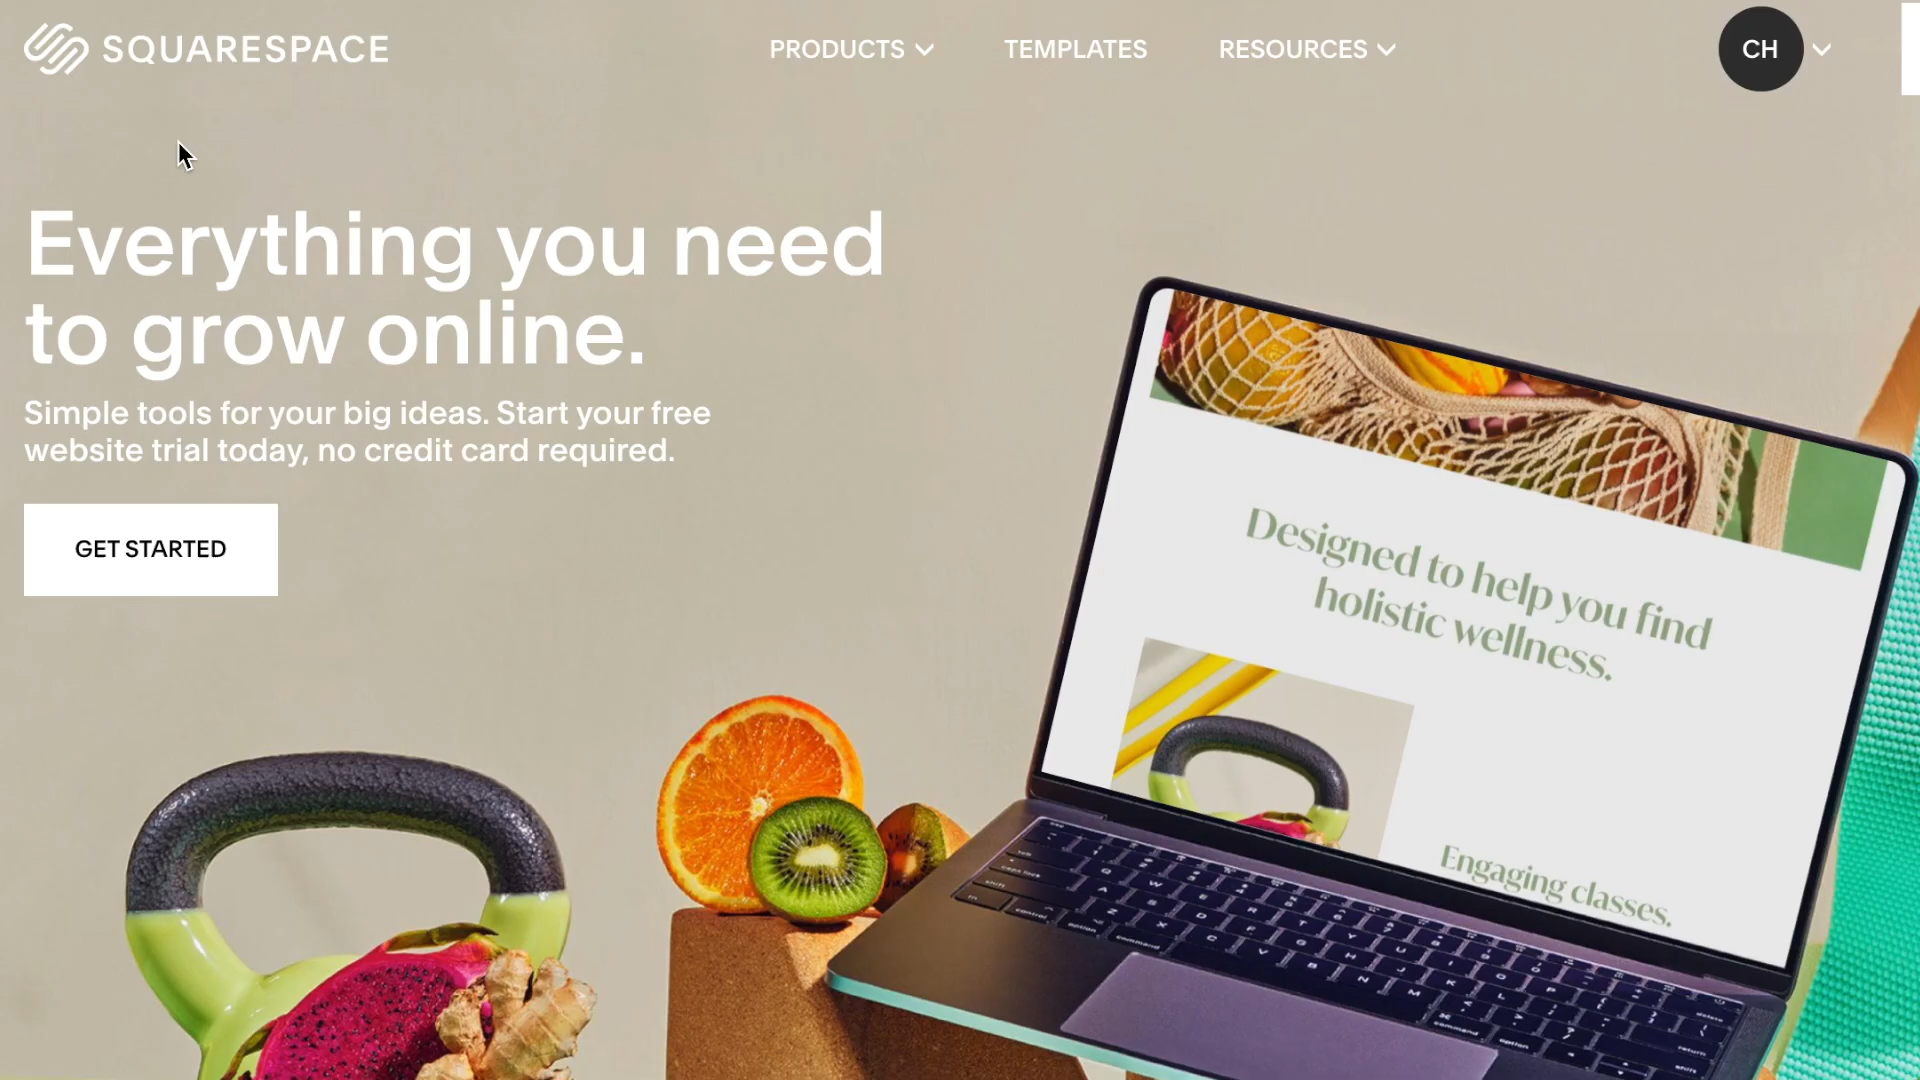 SQUARESPACE
PRODUCTS
TEMPLATES
RESOURCES
CH
Everything you need
to grow online.
Simple tools for your big ideas. Start your free
website trial today, no credit card required.
GET STARTED
Designed to help you find
holistic wellness.
Engaging classes.